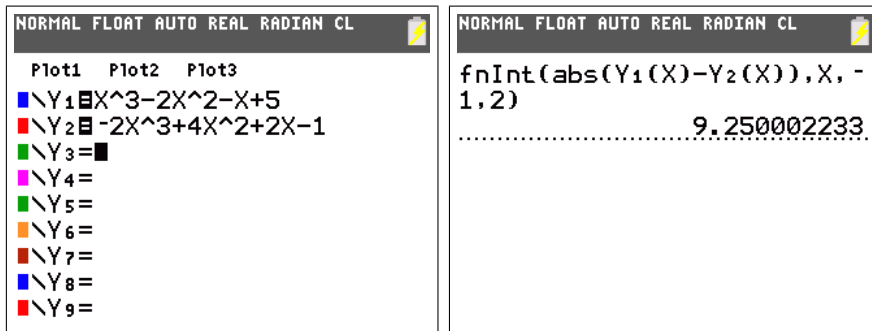 NORMAL FLOAT AUTO REAL RADIAN CL
Plot1 Plot2 Plot3
\Y₁=X^3-2X^2-X+5
\Y₂=-2X^3+4X^2+2X-1
\Y₃=
\Y₄=
\Y₅=
\Y₆=
\Y₇=
\Y₈=
\Y₉=
NORMAL FLOAT AUTO REAL RADIAN CL
fnInt(abs(Y₁(X)-Y₂(X)),X,-
1,2)
9.250002233